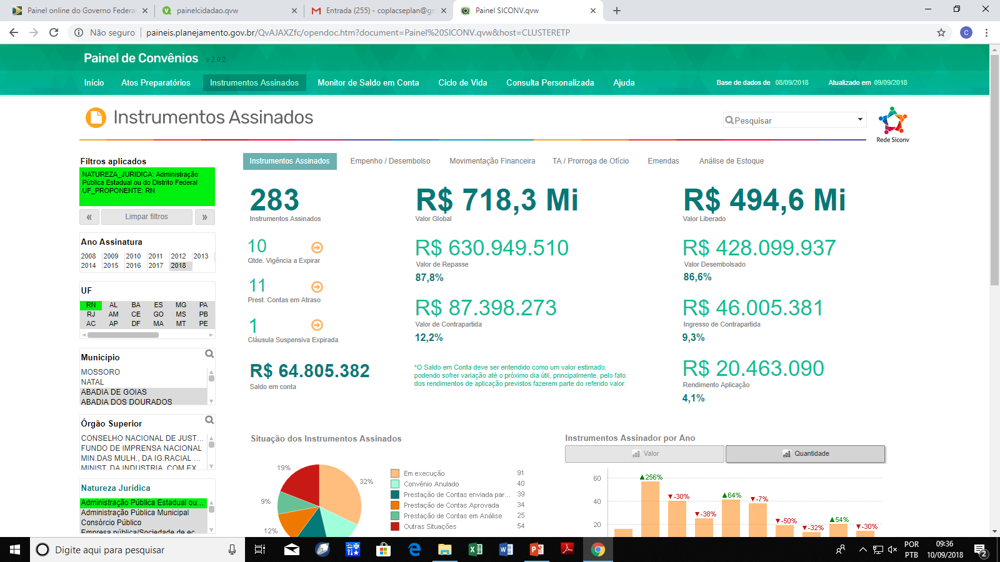 Painel online do Governo Federal
painelcidadao.qvw
Entrada (255) - coplacseplan@gm
Painel SICONV.qvw
Não seguro
paineis.planejamento.gov.br/QvAJAXZfc/opendoc.htm?document=Painel%20SICONV.qvw&host=CLUSTERETP
C
Painel de Convênios v 2.0.2
Início
Atos Preparatórios
Instrumentos Assinados
Monitor de Saldo em Conta
Ciclo de Vida
Consulta Personalizada
Ajuda
Base de dados de 08/09/2018
Atualizado em 09/09/2018
Instrumentos Assinados
Pesquisar
Rede Siconv
Filtros aplicados
NATUREZA_JURIDICA: Administração
Pública Estadual ou do Distrito Federal
UF_PROPONENTE: RN
« Limpar filtros »
Ano Assinatura
2008 2009 2010 2011 2012 2013
2014 2015 2016 2017 2018
UF
RN AL BA ES MG PA
RJ AM CE GO MS PB
AC AP DF MA MT PE
Município
MOSSORO
NATAL
ABADIA DE GOIAS
ABADIA DOS DOURADOS
Órgão Superior
CONSELHO NACIONAL DE JUST...
FUNDO DE IMPRENSA NACIONAL
MIN.DAS MULH., DA IG.RACIAL ...
MINIST. DA INDUSTRIA, COM.EX...
Natureza Jurídica
Administração Pública Estadual ou...
Administração Pública Municipal
Consórcio Público
Empresa pública/Sociedade de ec...
Instrumentos Assinados
Empenho / Desembolso
Movimentação Financeira
TA / Prorroga de Ofício
Emendas
Análise de Estoque
283
Instrumentos Assinados
10
Qtde. Vigência a Expirar
11
Prest. Contas em Atraso
1
Cláusula Suspensiva Expirada
R$ 64.805.382
Saldo em conta
R$ 718,3 Mi
Valor Global
R$ 630.949.510
Valor de Repasse
87,8%
R$ 87.398.273
Valor de Contrapartida
12,2%
*O Saldo em Conta deve ser entendido como um valor estimado,
podendo sofrer variação até o próximo dia útil, principalmente, pelo fato
dos rendimentos de aplicação previstos fazerem parte do referido valor.
R$ 494,6 Mi
Valor Liberado
R$ 428.099.937
Valor Desembolsado
86,6%
R$ 46.005.381
Ingresso de Contrapartida
9,3%
R$ 20.463.090
Rendimento Aplicação
4,1%
Situação dos Instrumentos Assinados
19%
32%
9%
12%
Em execução 91
Convênio Anulado 40
Prestação de Contas enviada par... 39
Prestação de Contas Aprovada 34
Prestação de Contas em Análise 25
Outras Situações 54
Instrumentos Assinador por Ano
Valor
Quantidade
60
40
20
▲256%
▼-30%
▼-38%
▲64%
▼-7%
▼-50%
▼-32%
▲54%
▼-30%
Digite aqui para pesquisar
POR
PTB
09:36
10/09/2018
2